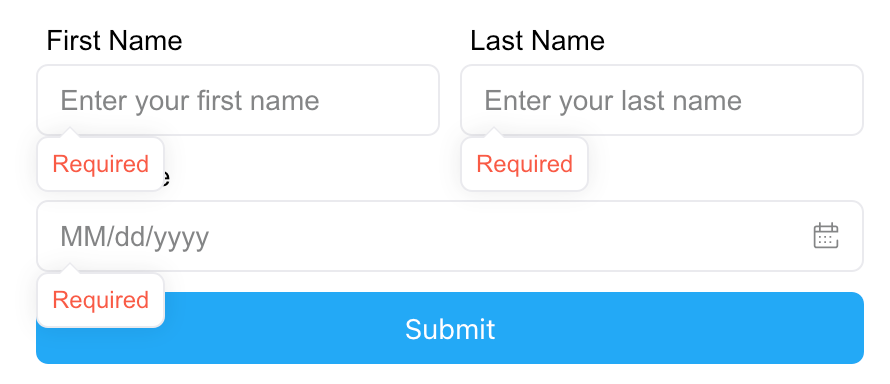 First Name
Last Name
Enter your first name
Enter your last name
Required
Required
MM/dd/yyyy
Required
Submit